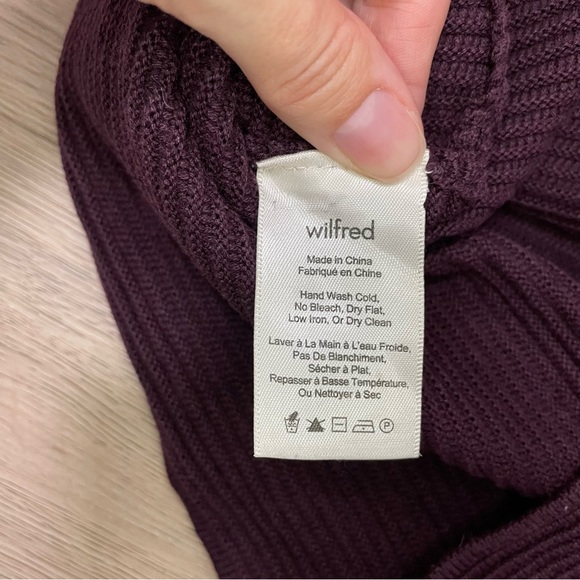 wilfred
Made in China
Fabriqué en Chine
Hand Wash Cold,
No Bleach, Dry Flat,
Low Iron, Or Dry Clean
Laver à La Main à L'eau Froide,
Pas De Blanchiment,
Sécher à Plat,
Repasser à Basse Température,
Ou Nettoyer à Sec
P